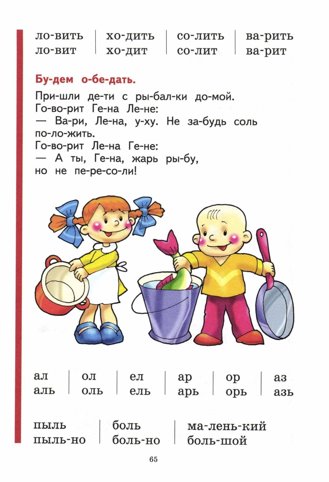 ло-вить хо-дить со-лить ва-рить
ло-вит хо-дит со-лит ва-рит
Бу-дем о-бе-дать.
При-шли де-ти с ры-бал-ки до-мой.
Го-во-рит Ге-на Ле-не:
— Ва-ри, Ле-на, у-ху. Не за-будь соль
по-ло-жить.
Го-во-рит Ле-на Ге-не:
— А ты, Ге-на, жарь ры-бу,
но не пе-ре-со-ли!
ал ол ел ар ор аз
аль оль ель арь орь азь
пыль боль ма-лень-кий
пыль-но боль-но боль-шой
65